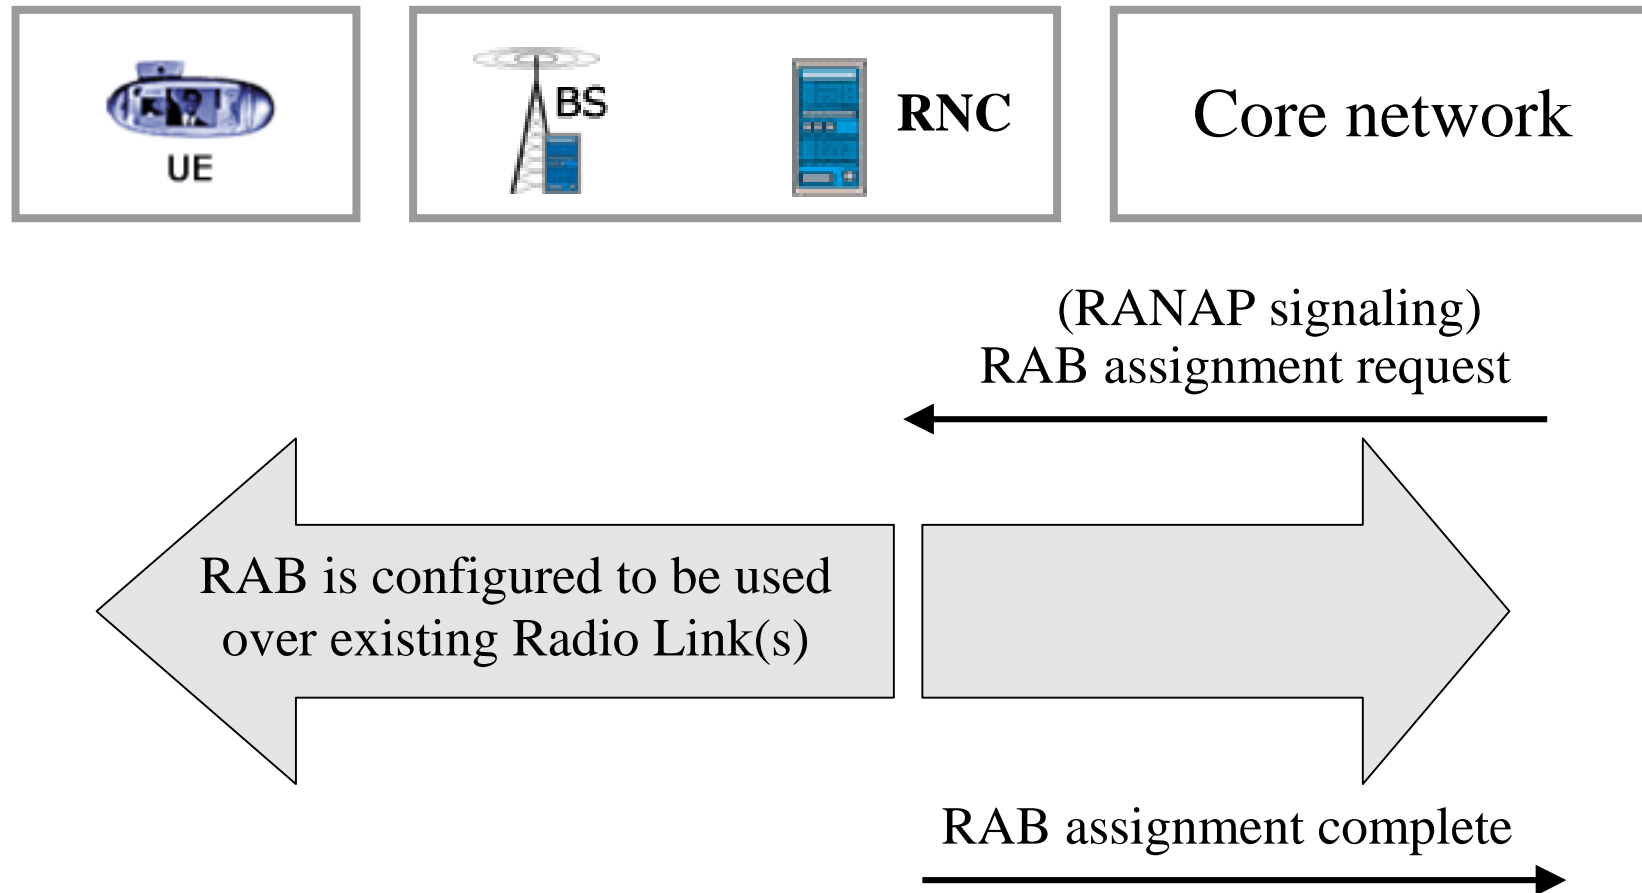 UE
BS
RNC
Core network
(RANAP signaling)
RAB assignment request
RAB is configured to be used
over existing Radio Link(s)
RAB assignment complete